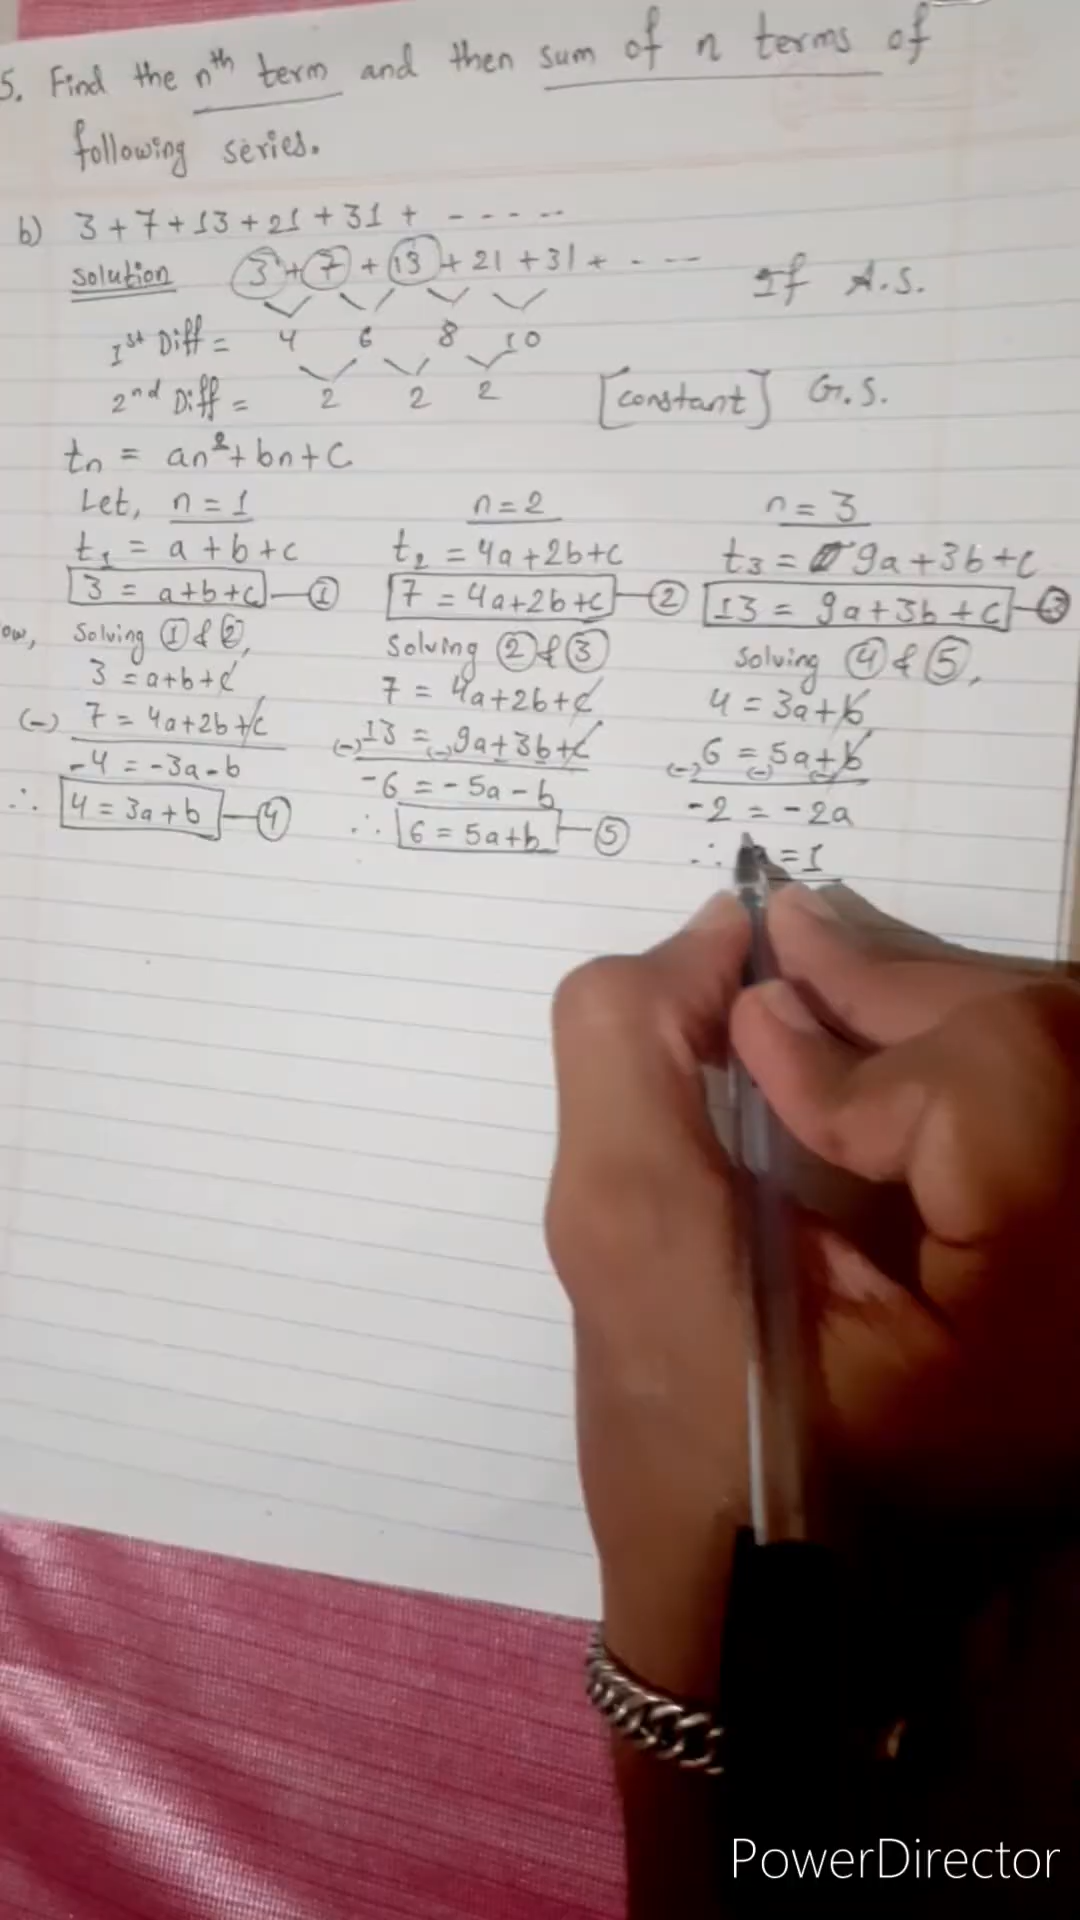 5. Find the nth term and then sum of n terms of
following series.
b) 3 + 7 + 13 + 21 + 31 + - - - - -
Solution 3 + 7 + 13 + 21 + 31 + - - - -
If A.S.
1st Diff = 4 6 8 10
2nd Diff = 2 2 2 [constant] G.S.
tn = an² + bn + c
Let, n = 1 n = 2 n = 3
t1 = a + b + c t2 = 4a + 2b + c t3 = 9a + 3b + c
3 = a + b + c — ① 7 = 4a + 2b + c — ② 13 = 9a + 3b + c — ③
ow, Solving ① & ②, Solving ② & ③ Solving ④ & ⑤,
3 = a + b + c 7 = 4a + 2b + c 4 = 3a + b
(-) 7 = 4a + 2b + c (-) 13 = (-) 9a + 3b + c (-) 6 = (-) 5a + b
-4 = -3a - b -6 = -5a - b -2 = -2a
∴ 4 = 3a + b — ④ ∴ 6 = 5a + b — ⑤ ∴ = 1
PowerDirector